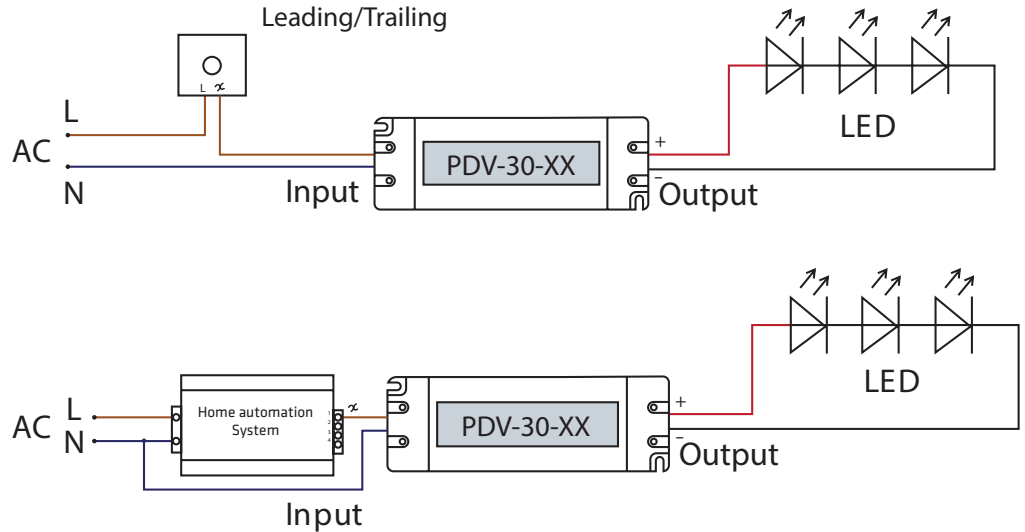 Leading/Trailing
L
L
AC
N
Input
PDV-30-XX
+
–
Output
LED
L
AC
N
Home automation
System
1
2
3
4
Input
PDV-30-XX
+
–
Output
LED